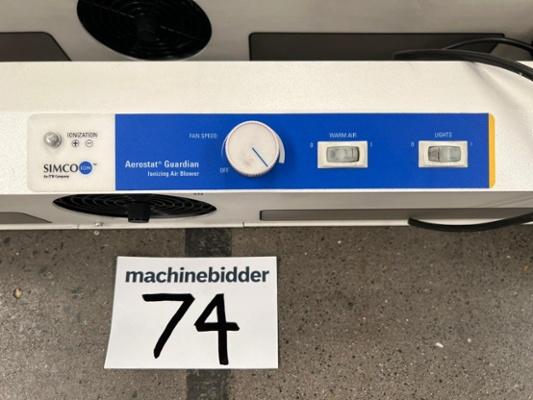 IONIZATION
+ −
SIMCO ION™
An ITW Company
Aerostat® Guardian
Ionizing Air Blower
FAN SPEED
OFF
WARM AIR
0 I
LIGHTS
0 I
machinebidder
74